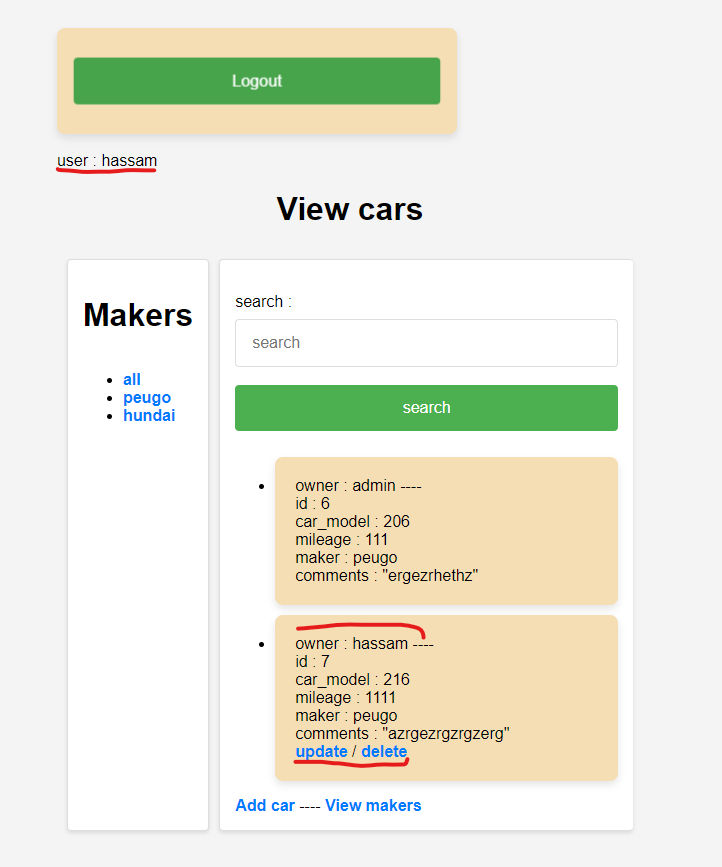 Logout
user : hassam
View cars
Makers
all
peugo
hundai
search :
search
search
owner : admin ----
id : 6
car_model : 206
mileage : 111
maker : peugo
comments : "ergezrhethz"
owner : hassam ----
id : 7
car_model : 216
mileage : 1111
maker : peugo
comments : "azrgezrgzrgzerg"
update / delete
Add car ---- View makers